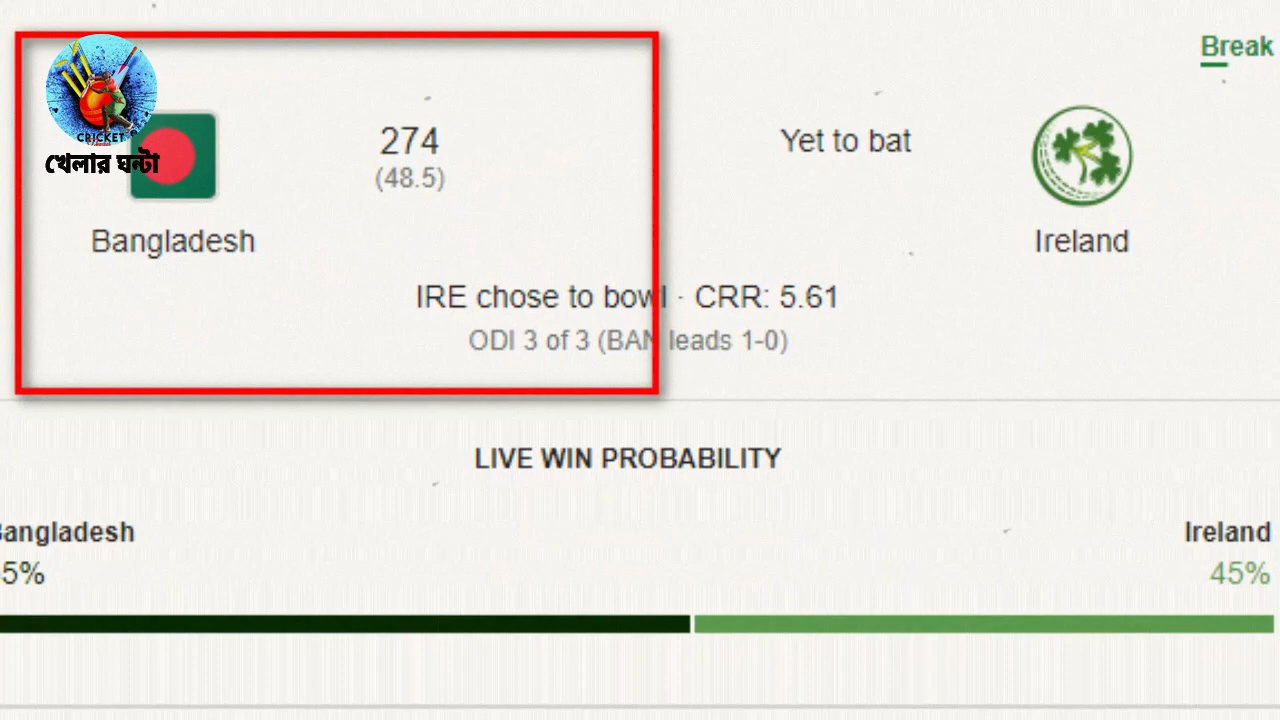 Break
CRICKET
খেলার ঘন্টা
274
(48.5)
Yet to bat
Bangladesh
Ireland
IRE chose to bowl · CRR: 5.61
ODI 3 of 3 (BAN leads 1-0)
LIVE WIN PROBABILITY
Bangladesh
Ireland
5%
45%